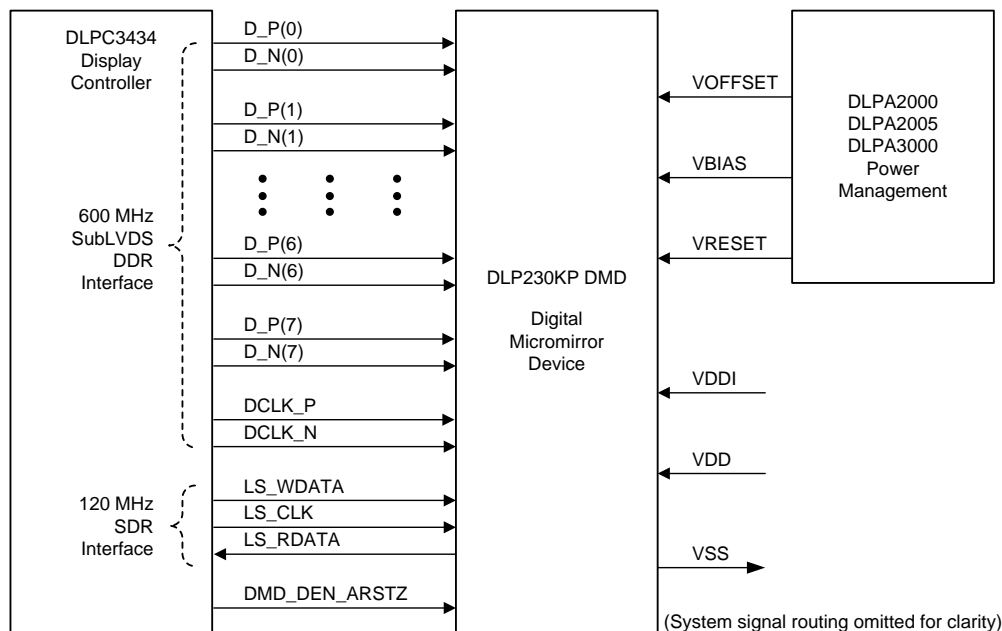 DLPC3434
Display
Controller
600 MHz
SubLVDS
DDR
Interface
120 MHz
SDR
Interface
D_P(0)
D_N(0)
D_P(1)
D_N(1)
D_P(6)
D_N(6)
D_P(7)
D_N(7)
DCLK_P
DCLK_N
LS_WDATA
LS_CLK
LS_RDATA
DMD_DEN_ARSTZ
DLP230KP DMD
Digital
Micromirror
Device
VOFFSET
VBIAS
VRESET
VDDI
VDD
VSS
DLPA2000
DLPA2005
DLPA3000
Power
Management
(System signal routing omitted for clarity)